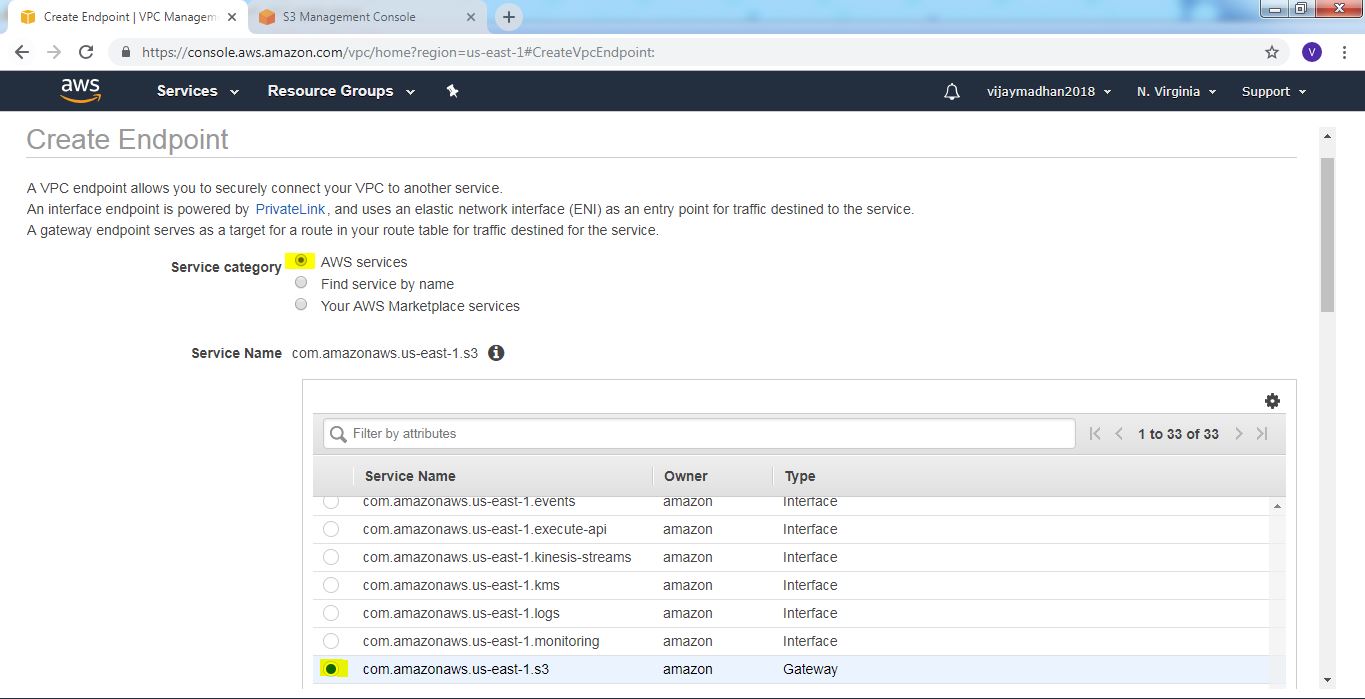 Create Endpoint | VPC Managem
S3 Management Console
https://console.aws.amazon.com/vpc/home?region=us-east-1#CreateVpcEndpoint:
V
aws
Services
Resource Groups
vijaymadhan2018
N. Virginia
Support
Create Endpoint
A VPC endpoint allows you to securely connect your VPC to another service.
An interface endpoint is powered by PrivateLink, and uses an elastic network interface (ENI) as an entry point for traffic destined to the service.
A gateway endpoint serves as a target for a route in your route table for traffic destined for the service.
Service category AWS services
Find service by name
Your AWS Marketplace services
Service Name com.amazonaws.us-east-1.s3
Filter by attributes 1 to 33 of 33
Service Name Owner Type
com.amazonaws.us-east-1.events amazon Interface
com.amazonaws.us-east-1.execute-api amazon Interface
com.amazonaws.us-east-1.kinesis-streams amazon Interface
com.amazonaws.us-east-1.kms amazon Interface
com.amazonaws.us-east-1.logs amazon Interface
com.amazonaws.us-east-1.monitoring amazon Interface
com.amazonaws.us-east-1.s3 amazon Gateway